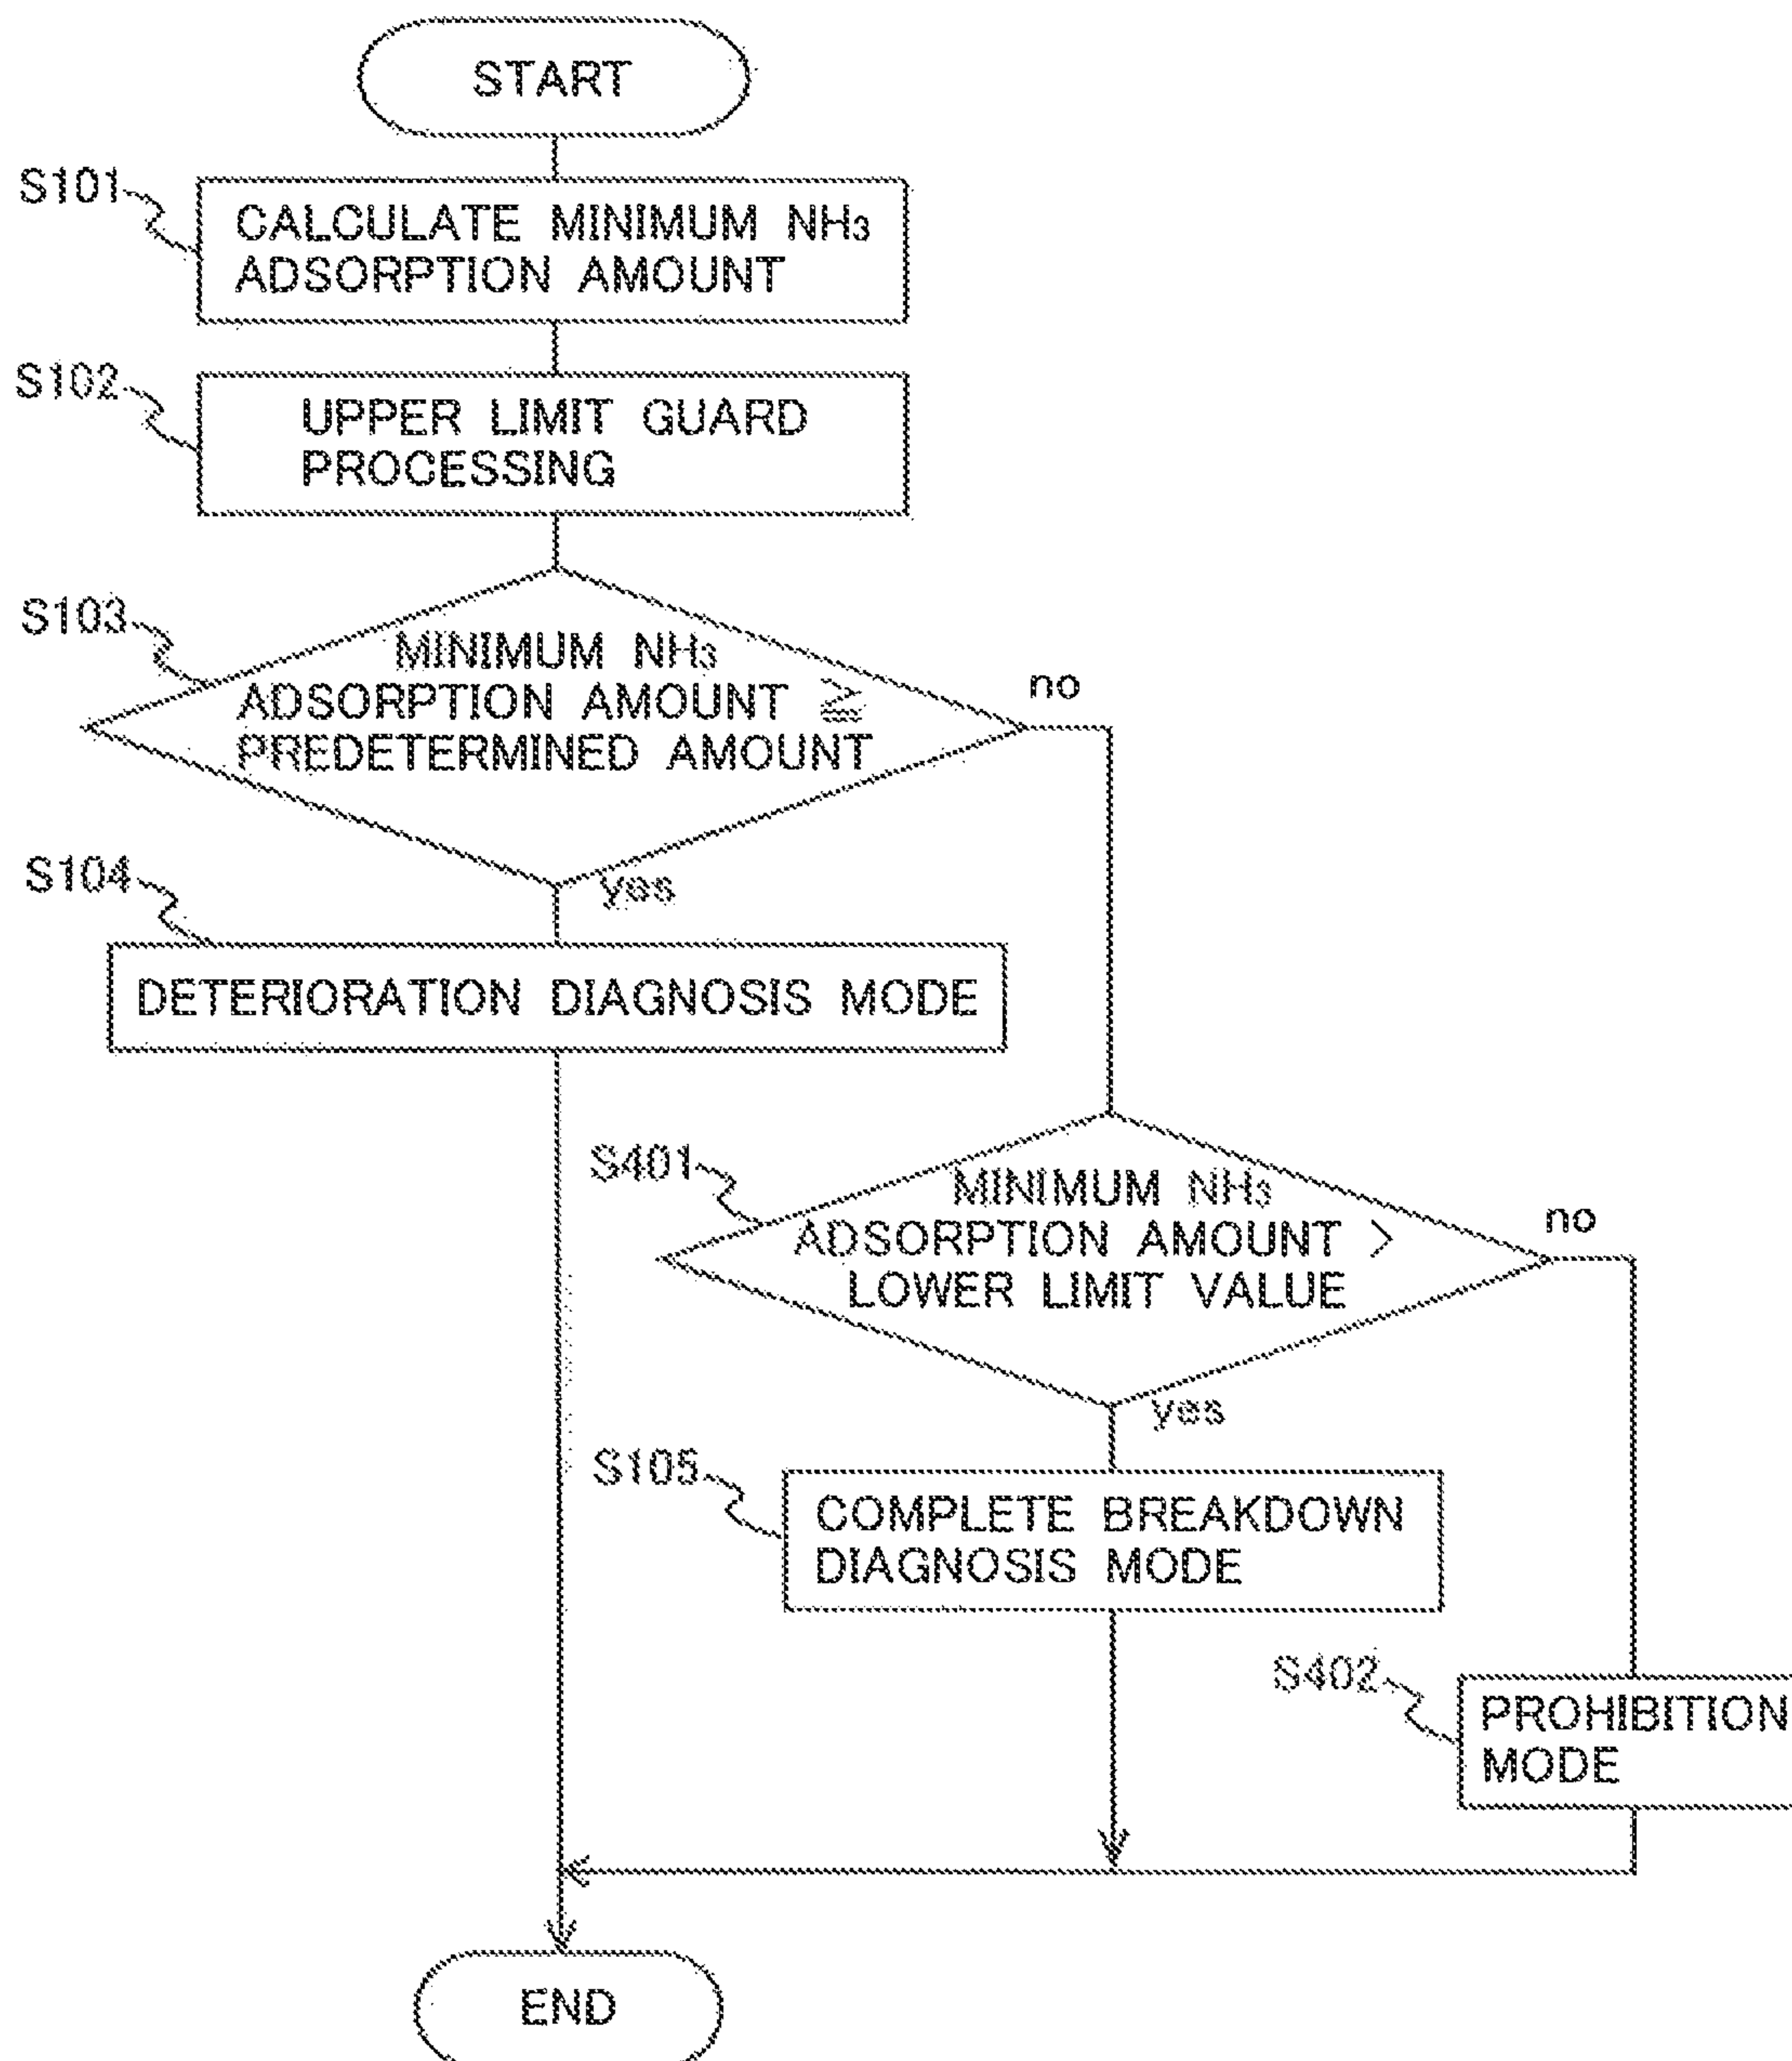 START
S101
CALCULATE MINIMUM NH₃
ADSORPTION AMOUNT
S102
UPPER LIMIT GUARD
PROCESSING
S103
MINIMUM NH₃
ADSORPTION AMOUNT ≧
PREDETERMINED AMOUNT
no
yes
S104
DETERIORATION DIAGNOSIS MODE
S401
MINIMUM NH₃
ADSORPTION AMOUNT >
LOWER LIMIT VALUE
no
yes
S105
COMPLETE BREAKDOWN
DIAGNOSIS MODE
S402
PROHIBITION
MODE
END